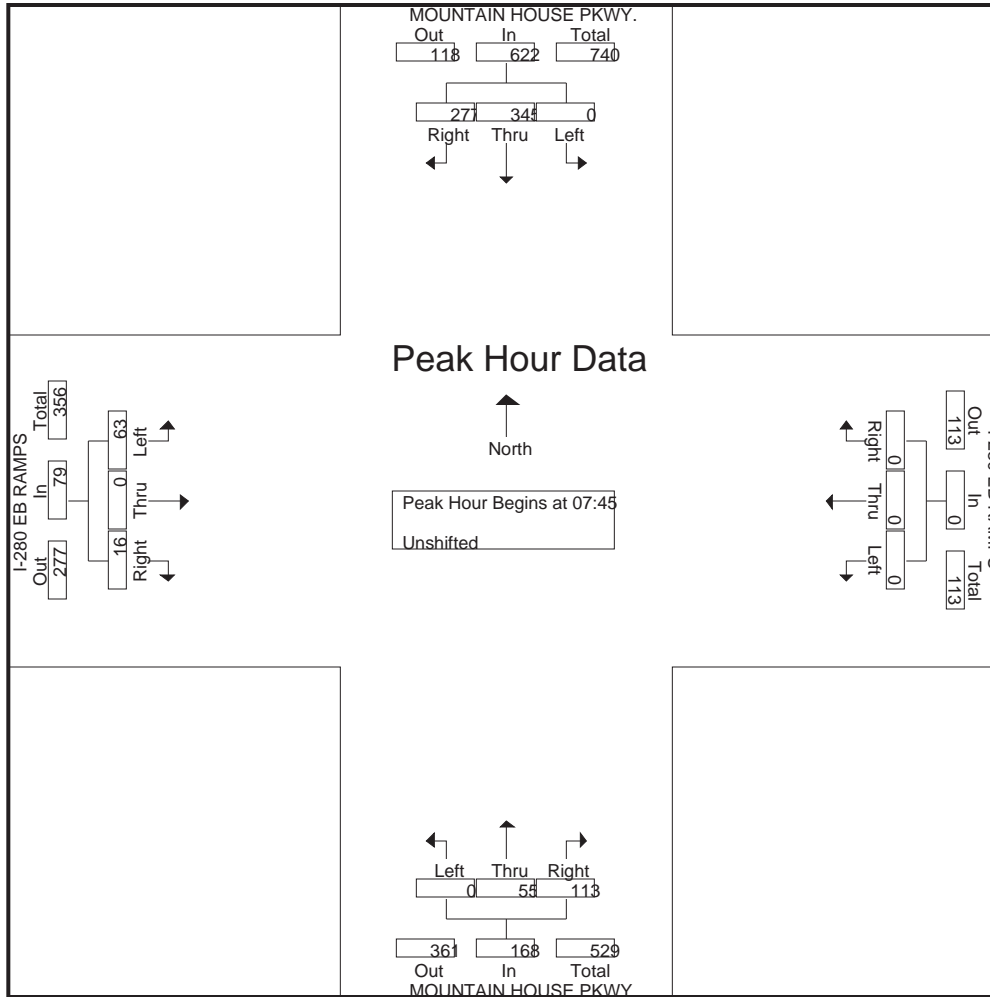 MOUNTAIN HOUSE PKWY.
Out In Total
118 622 740
277 345 0
Right Thru Left
Peak Hour Data
North
Peak Hour Begins at 07:45
Unshifted
I-280 EB RAMPS
Out In Total
277 79 356
16 0 63
Right Thru Left
Out In Total
113 0 113
0 0 0
Right Thru Left
Left Thru Right
0 55 113
361 168 529
Out In Total
MOUNTAIN HOUSE PKWY